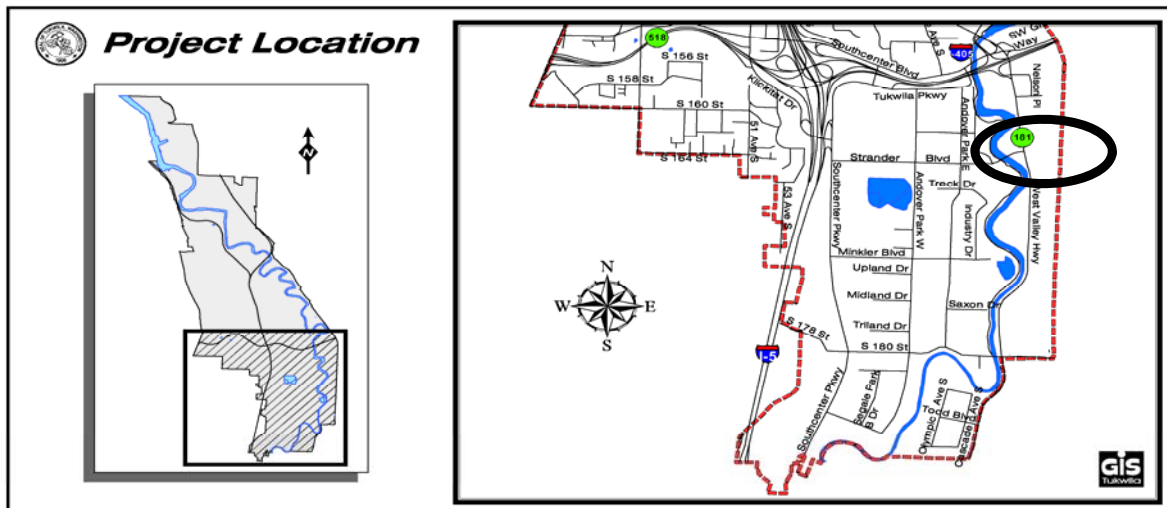 Project Location
N
518
S 156 St
S 158 St
S 160 St
S 164 St
51 Ave S
53 Ave S
Klickitat Dr
Southcenter Blvd
Ave S
I-405
SW G
Way
Nelson Pl
Tukwila Pkwy
Andover Park E
181
Strander Blvd
Treck Dr
Southcenter Pkwy
Andover Park W
Industry Dr
West Valley Hwy
Minkler Blvd
Upland Dr
Midland Dr
Triland Dr
Saxon Dr
S 178 St
S 180 St
I-5
Southcenter Pkwy
Segale Park
B Dr
Olympic Ave S
Todd Blvd
Cascade Ave S
N
W
E
S
GIS
Tukwila